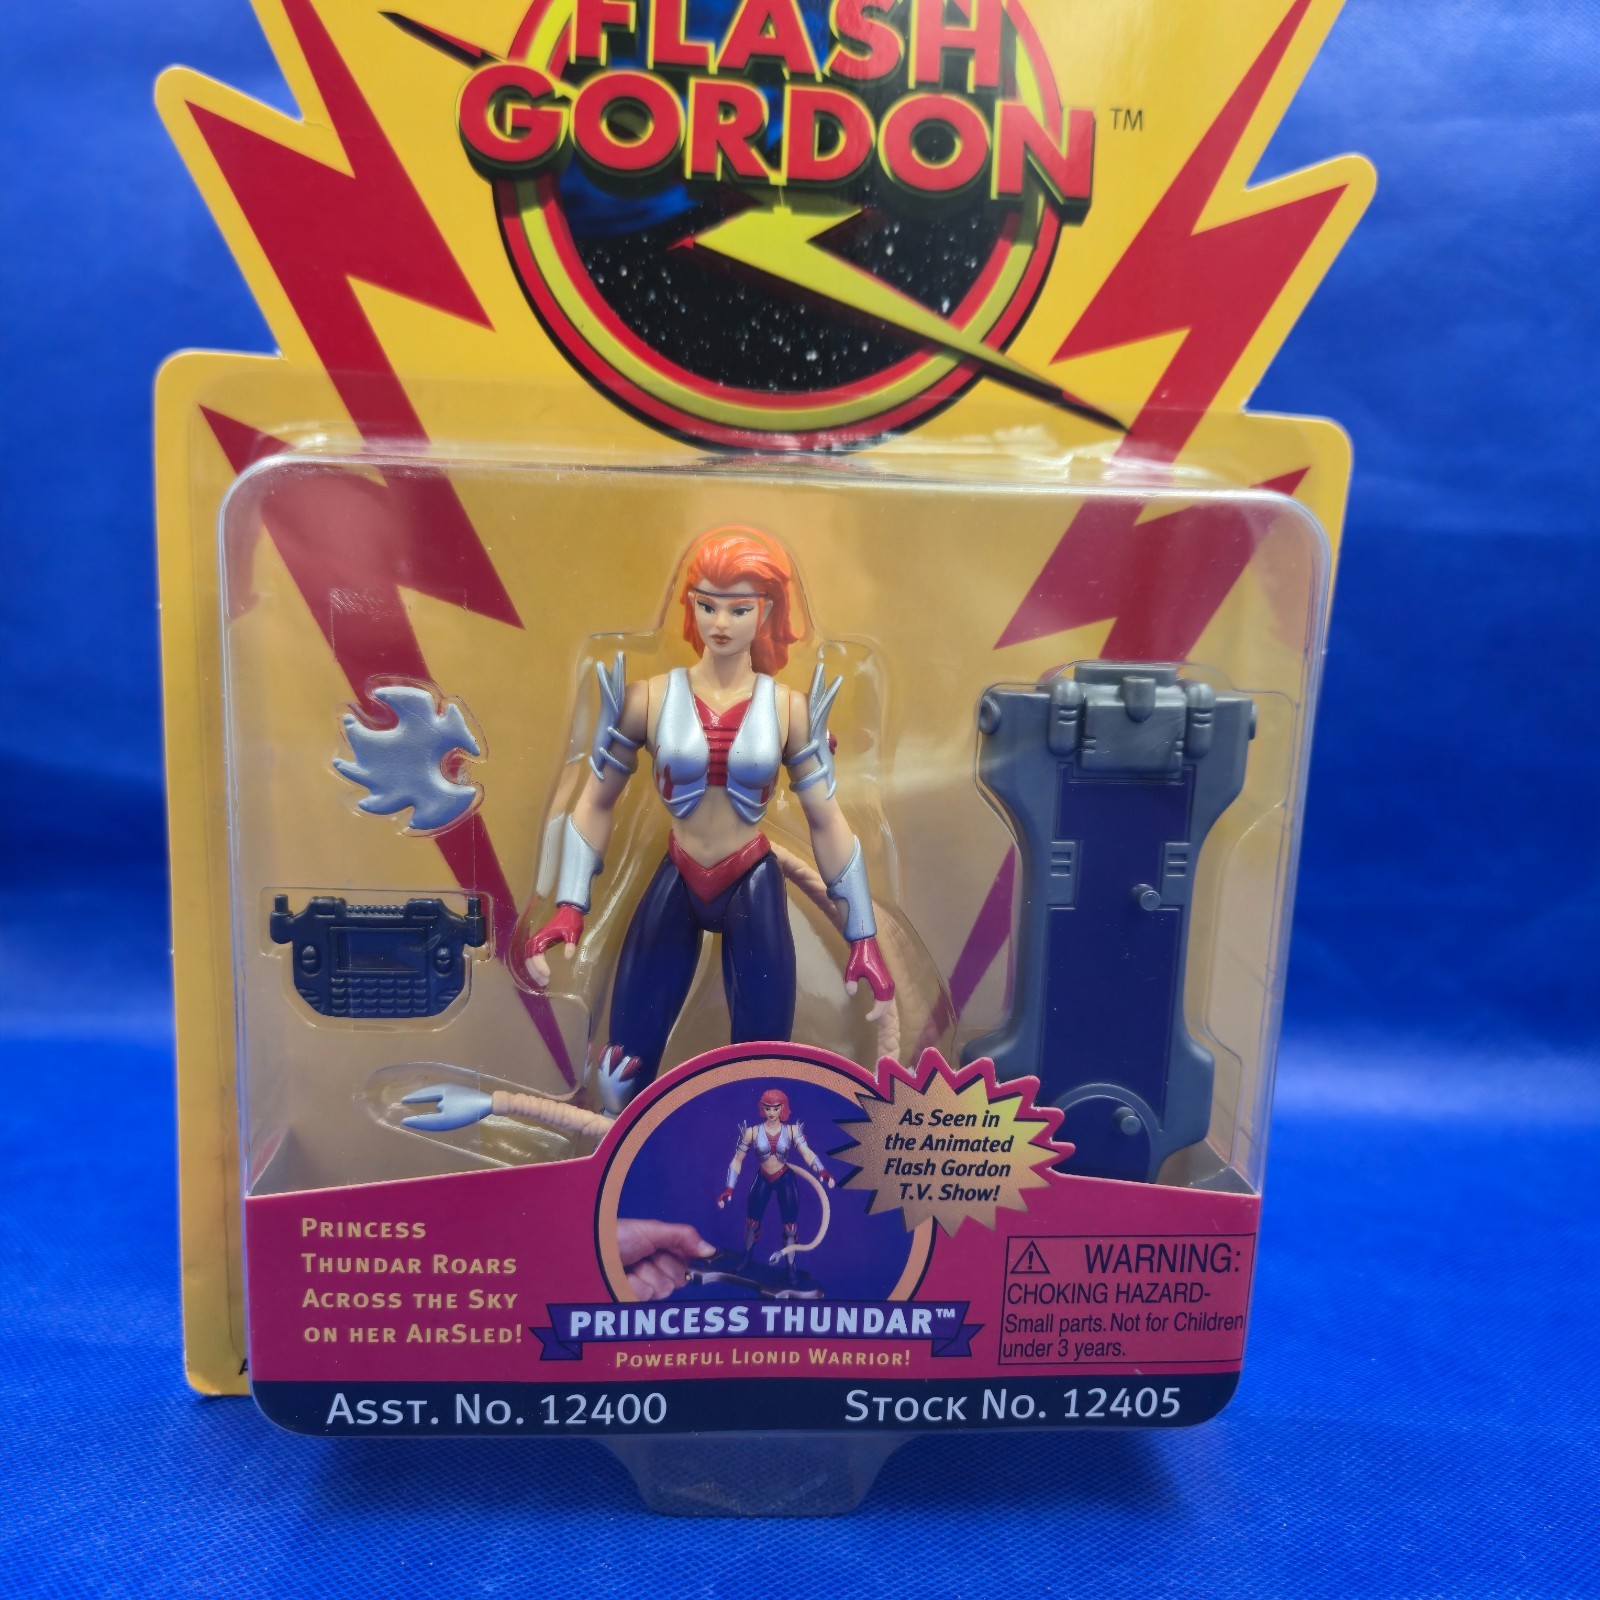 FLASH
GORDON™
As Seen in
the Animated
Flash Gordon
T.V. Show!
PRINCESS
THUNDAR ROARS
ACROSS THE SKY
ON HER AIRSLED!
PRINCESS THUNDAR™
POWERFUL LIONID WARRIOR!
WARNING:
CHOKING HAZARD-
Small parts. Not for Children
under 3 years.
ASST. NO. 12400
STOCK NO. 12405